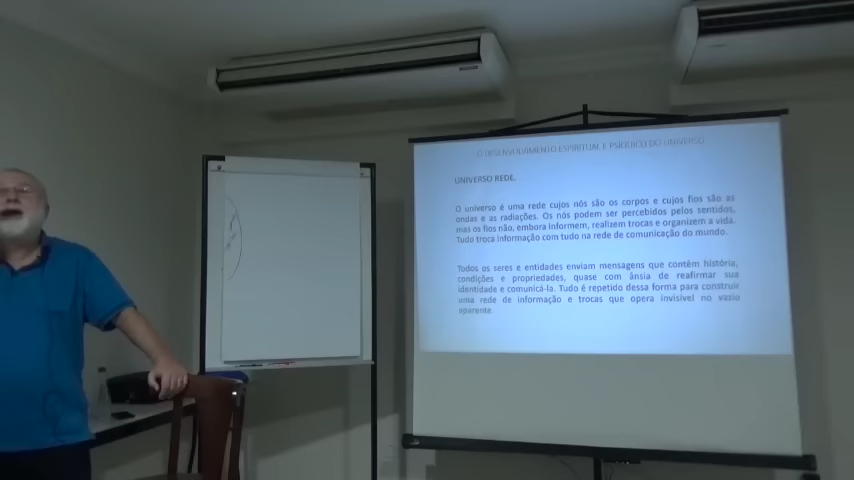 O DESENVOLVIMENTO ESPIRITUAL E PSÍQUICO DO UNIVERSO
UNIVERSO REDE.
O universo é uma rede cujos nós são os corpos e cujos fios são as
ondas e as radiações. Os nós podem ser percebidos pelos sentidos,
mas os fios não, embora informem, realizem trocas e organizem a vida.
Tudo troca informação com tudo na rede de comunicação do mundo.
Todos os seres e entidades enviam mensagens que contêm história,
condições e propriedades, quase com ânsia de reafirmar sua
identidade e comunicá-la. Tudo é repetido dessa forma para construir
uma rede de informação e trocas que opera invisível no vazio
aparente.